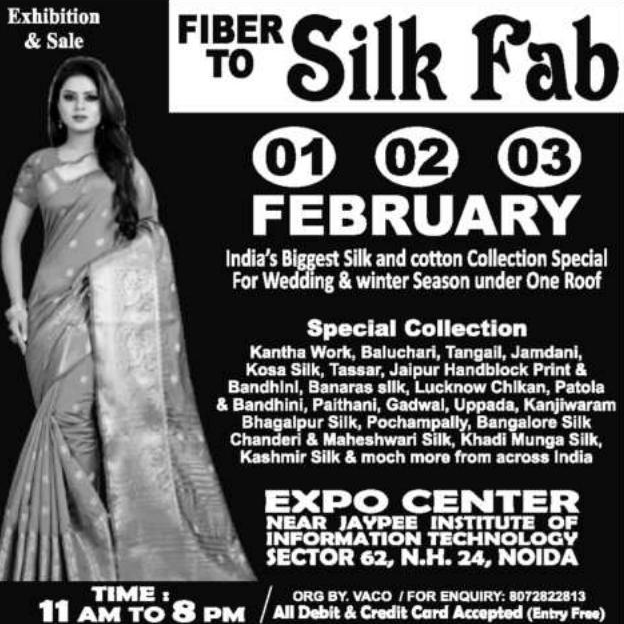 Exhibition
& Sale
FIBER
TO
Silk Fab
01 02 03
FEBRUARY
India's Biggest Silk and cotton Collection Special
For Wedding & winter Season under One Roof
Special Collection
Kantha Work, Baluchari, Tangail, Jamdani,
Kosa Silk, Tassar, Jaipur Handblock Print &
Bandhini, Banaras silk, Lucknow Chikan, Patola
& Bandhini, Paithani, Gadwal, Uppada, Kanjiwaram
Bhagalpur Silk, Pochampally, Bangalore Silk
Chanderi & Maheshwari Silk, Khadi Munga Silk,
Kashmir Silk & moch more from across India
EXPO CENTER
NEAR JAYPEE INSTITUTE OF
INFORMATION TECHNOLOGY
SECTOR 62, N.H. 24, NOIDA
TIME :
11 AM TO 8 PM
ORG BY. VACO / FOR ENQUIRY: 8072822813
All Debit & Credit Card Accepted (Entry Free)